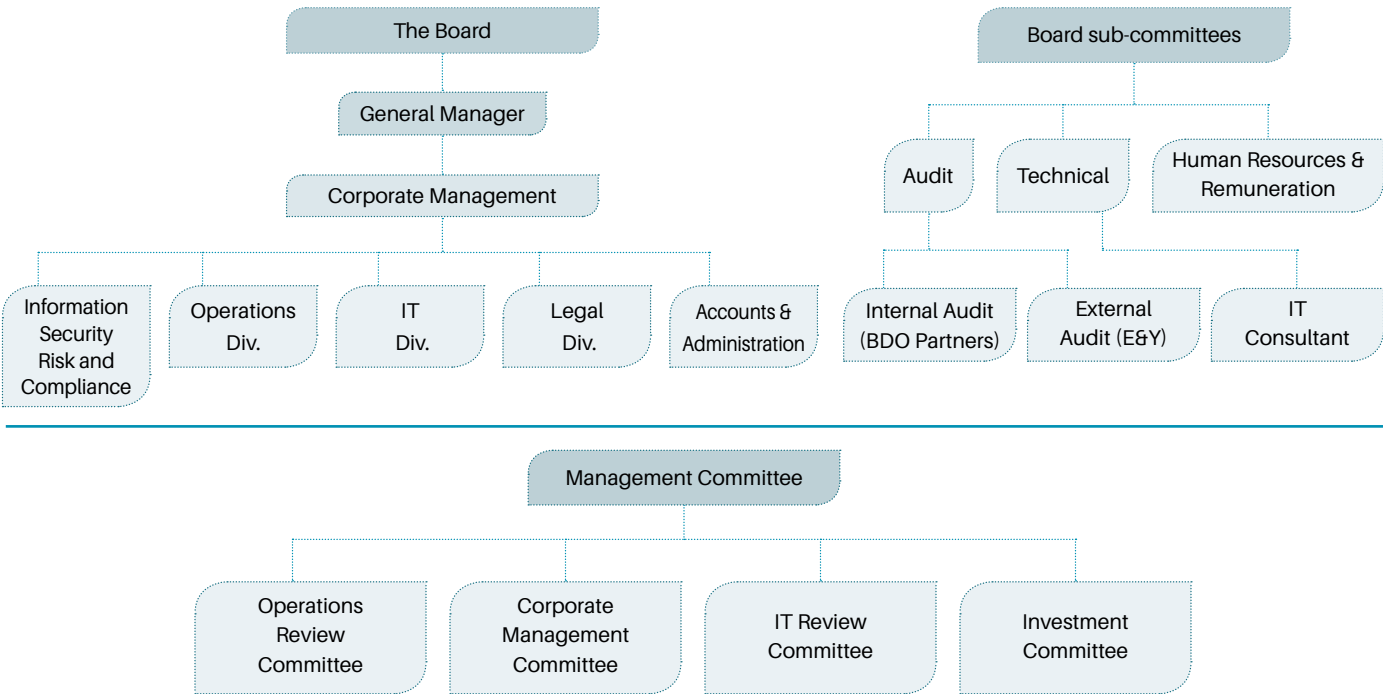 The Board
General Manager
Corporate Management
Information
Security
Risk and
Compliance
Operations
Div.
IT
Div.
Legal
Div.
Accounts &
Administration
Board sub-committees
Audit
Technical
Human Resources &
Remuneration
Internal Audit
(BDO Partners)
External
Audit (E&Y)
IT
Consultant
Management Committee
Operations
Review
Committee
Corporate
Management
Committee
IT Review
Committee
Investment
Committee